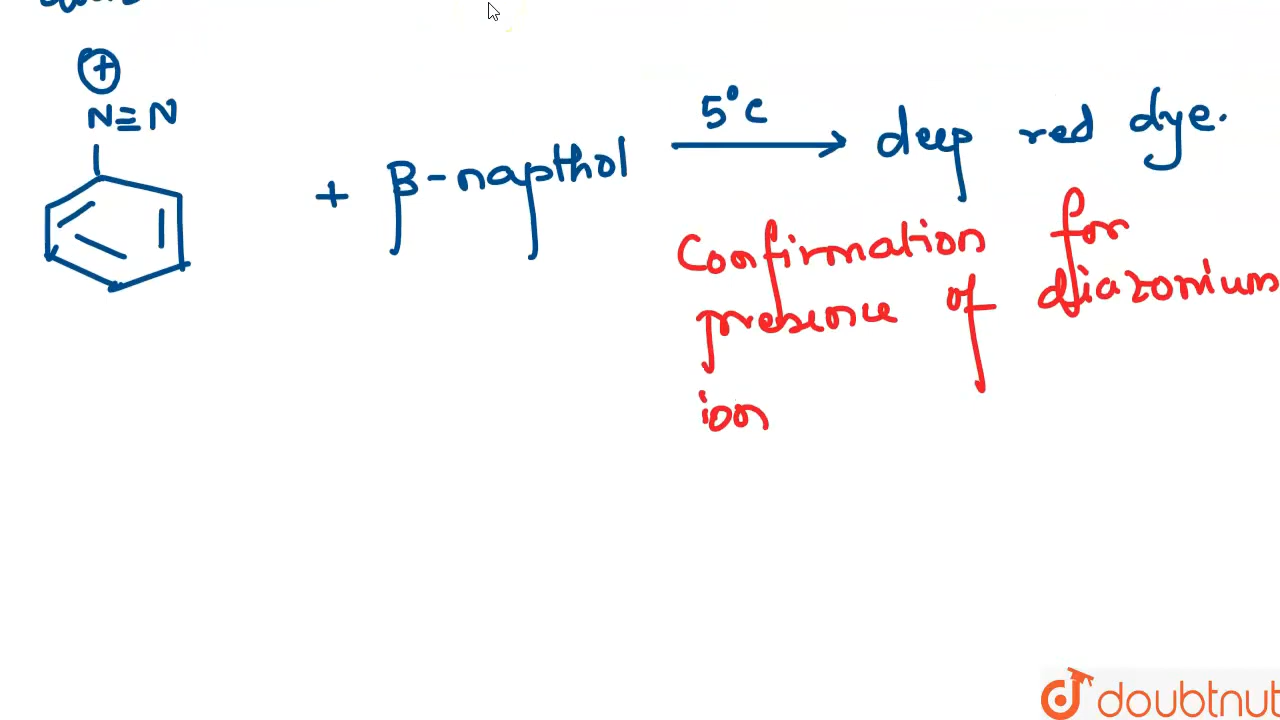 ⊕
N≡N
+ β-napthol 5°C → deep red dye.
Confirmation for
presence of diazonium
ion
doubtnut